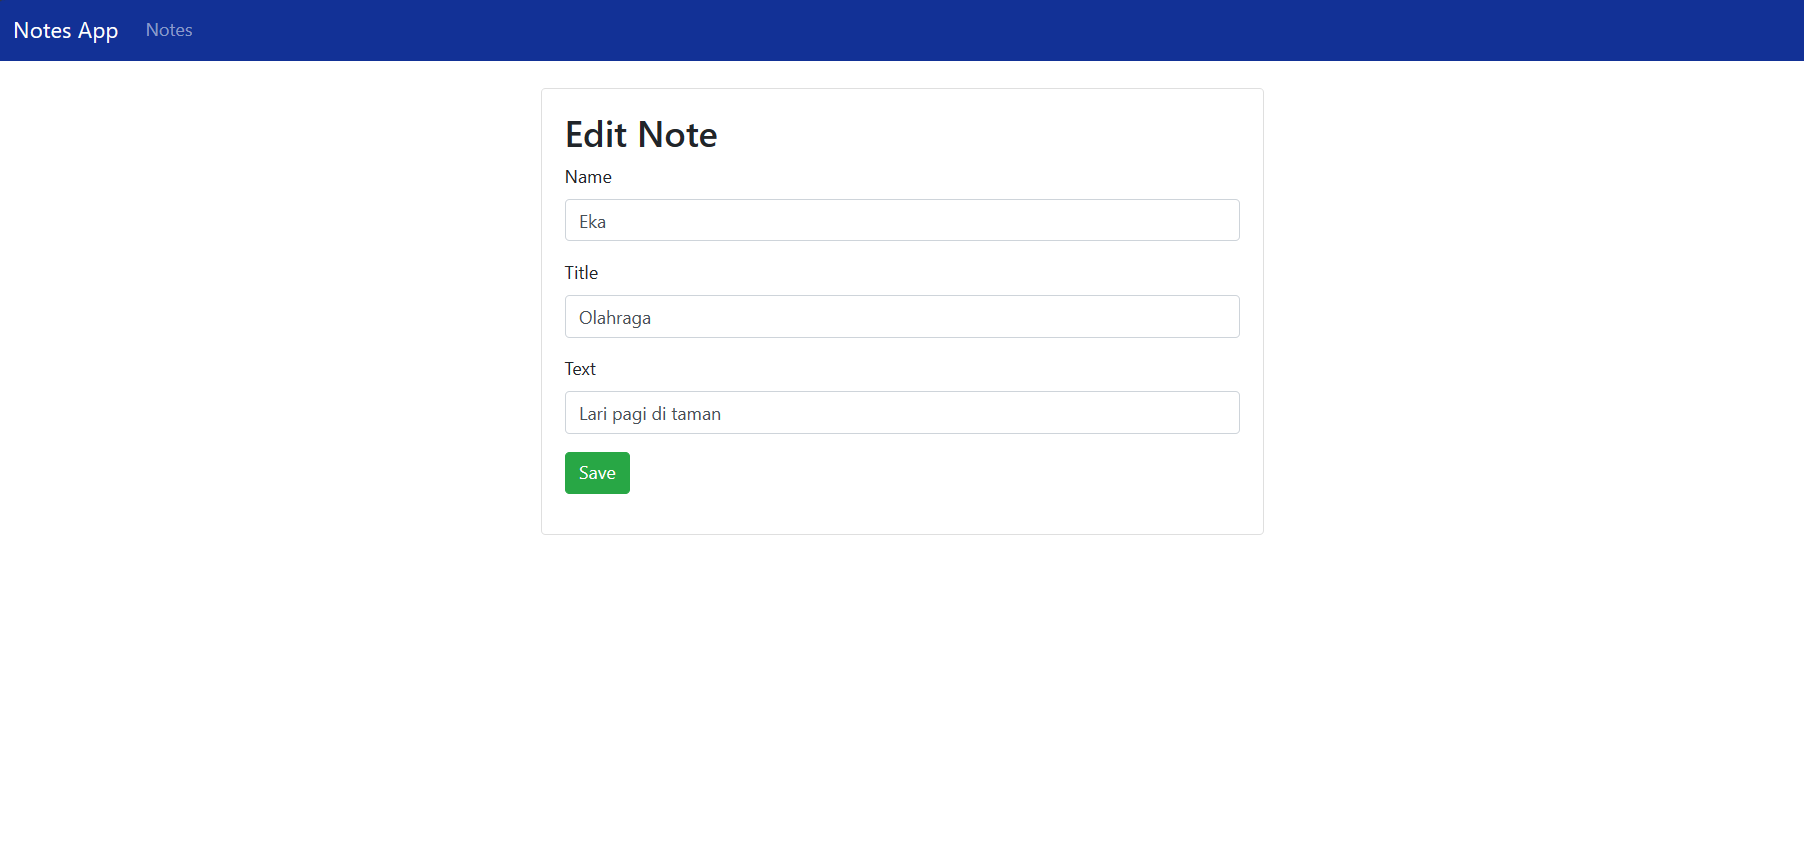 Notes App Notes
Edit Note
Name
Eka
Title
Olahraga
Text
Lari pagi di taman
Save